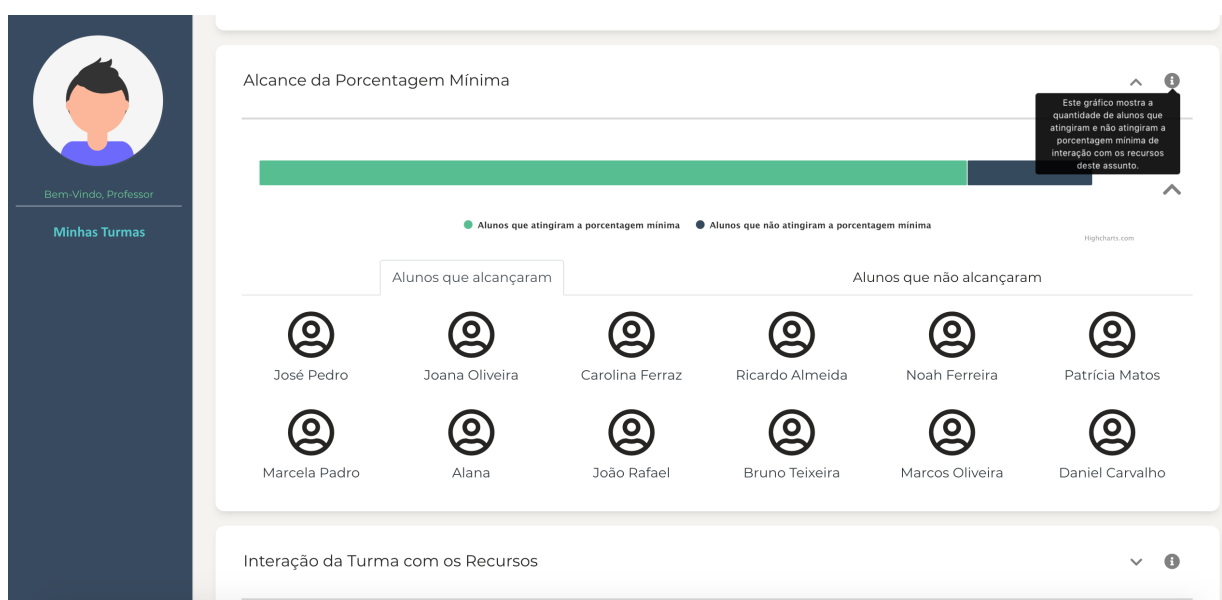 Bem-Vindo, Professor
Minhas Turmas
Alcance da Porcentagem Mínima
Este gráfico mostra a
quantidade de alunos que
atingiram e não atingiram a
porcentagem mínima de
interação com os recursos
deste assunto.
Alunos que atingiram a porcentagem mínima
Alunos que não atingiram a porcentagem mínima
Highcharts.com
Alunos que alcançaram
Alunos que não alcançaram
José Pedro
Joana Oliveira
Carolina Ferraz
Ricardo Almeida
Noah Ferreira
Patrícia Matos
Marcela Padro
Alana
João Rafael
Bruno Teixeira
Marcos Oliveira
Daniel Carvalho
Interação da Turma com os Recursos